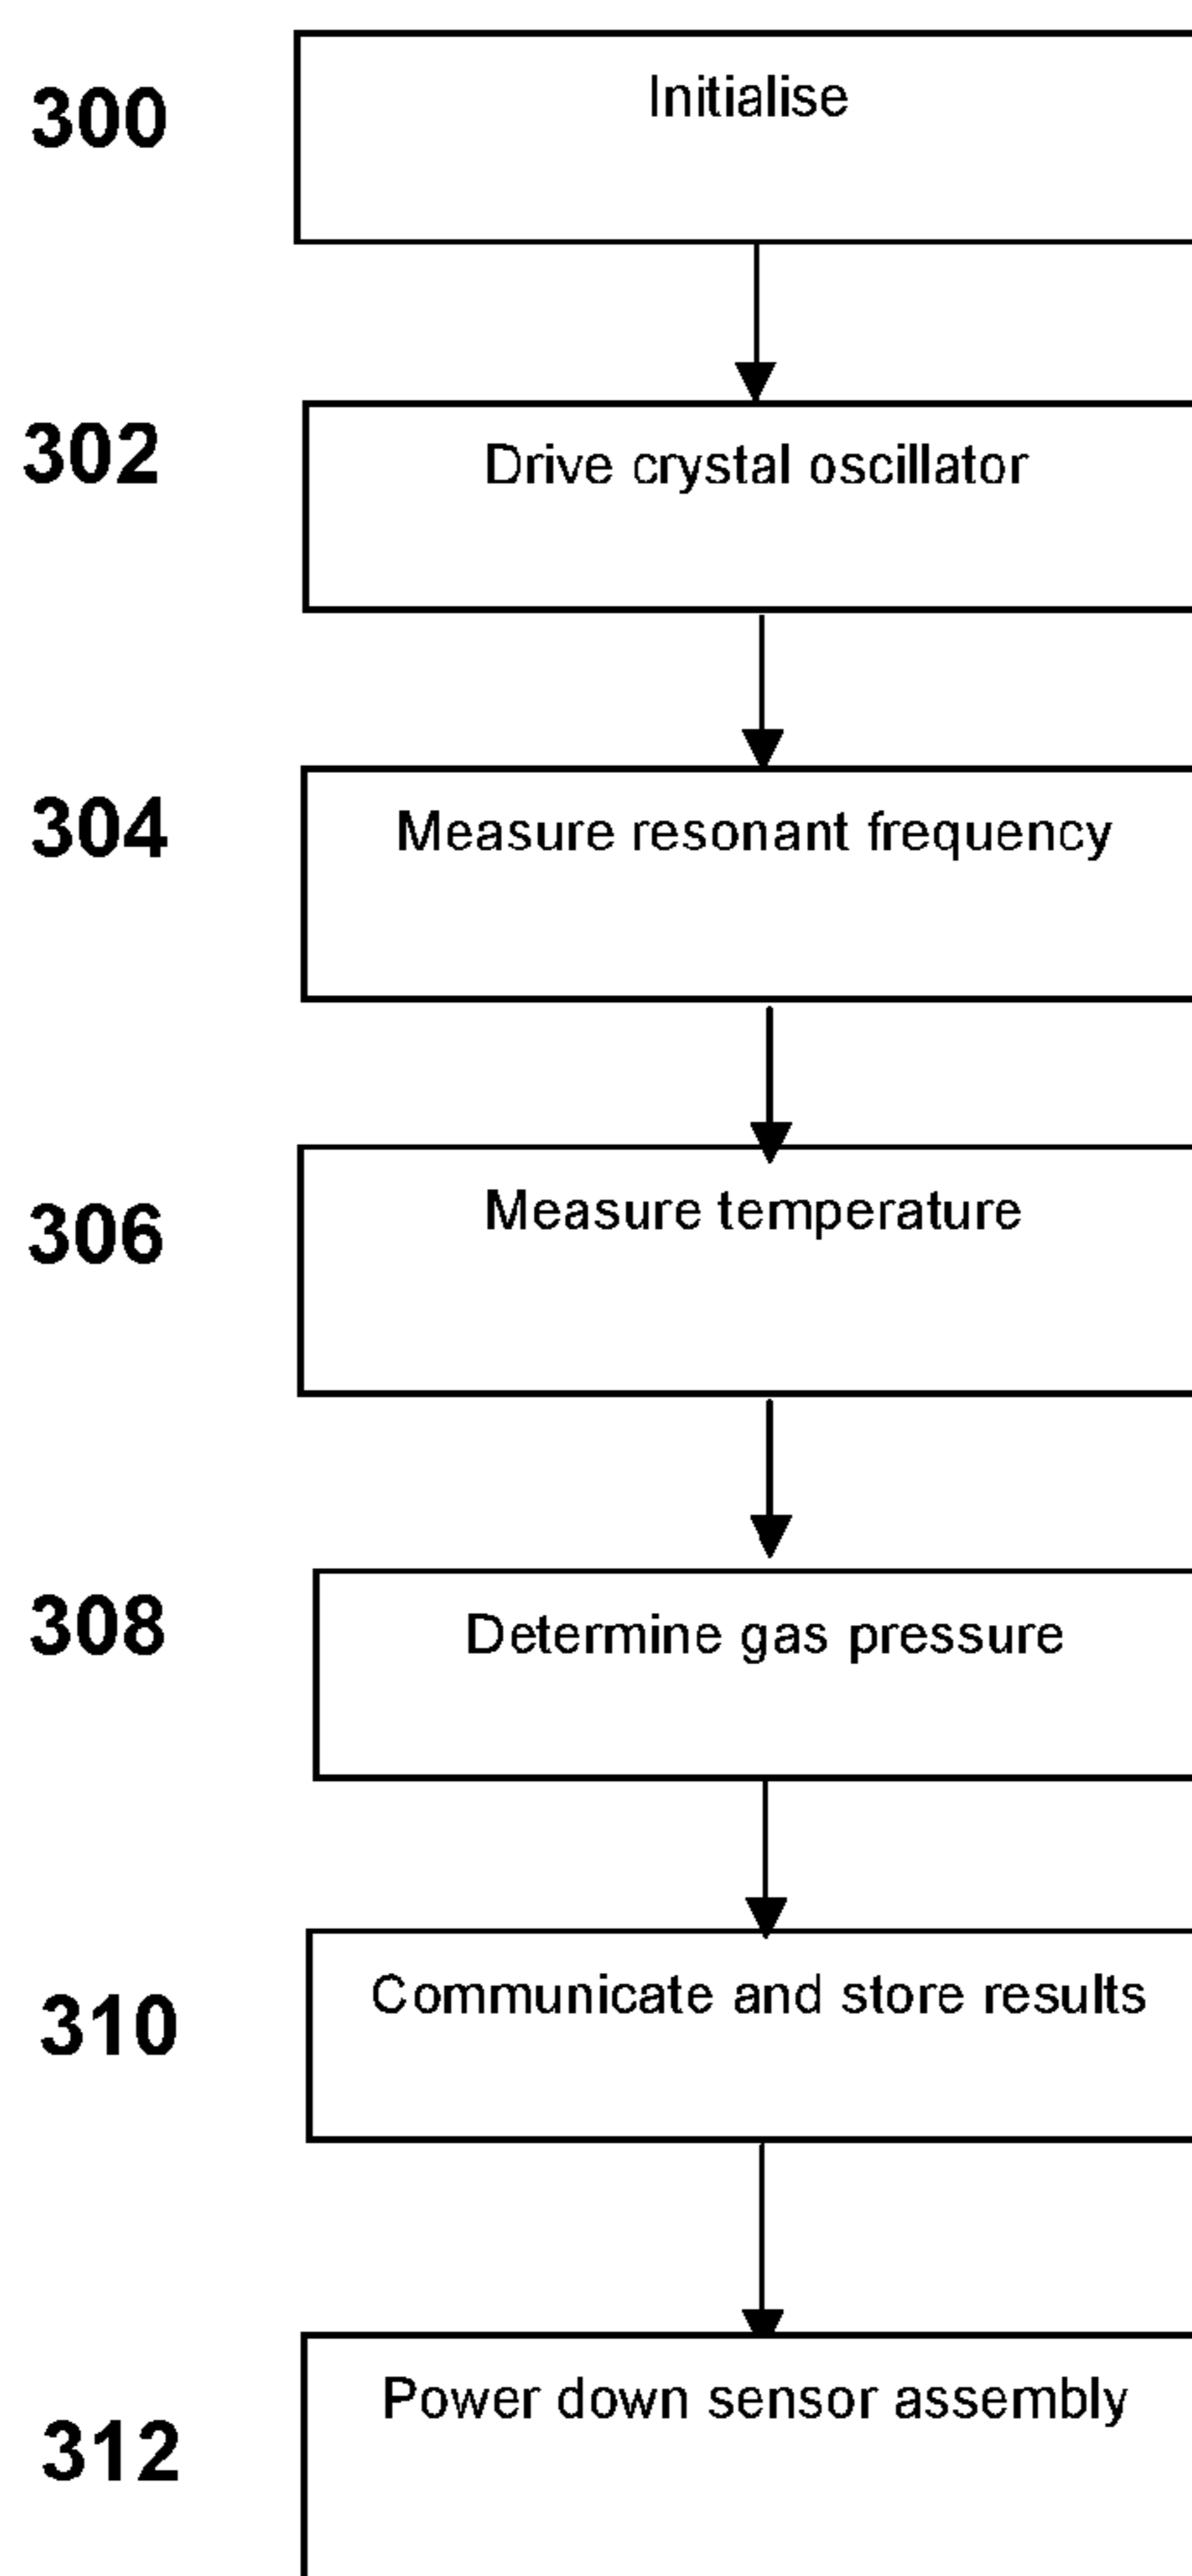 300 Initialise
302 Drive crystal oscillator
304 Measure resonant frequency
306 Measure temperature
308 Determine gas pressure
310 Communicate and store results
312 Power down sensor assembly